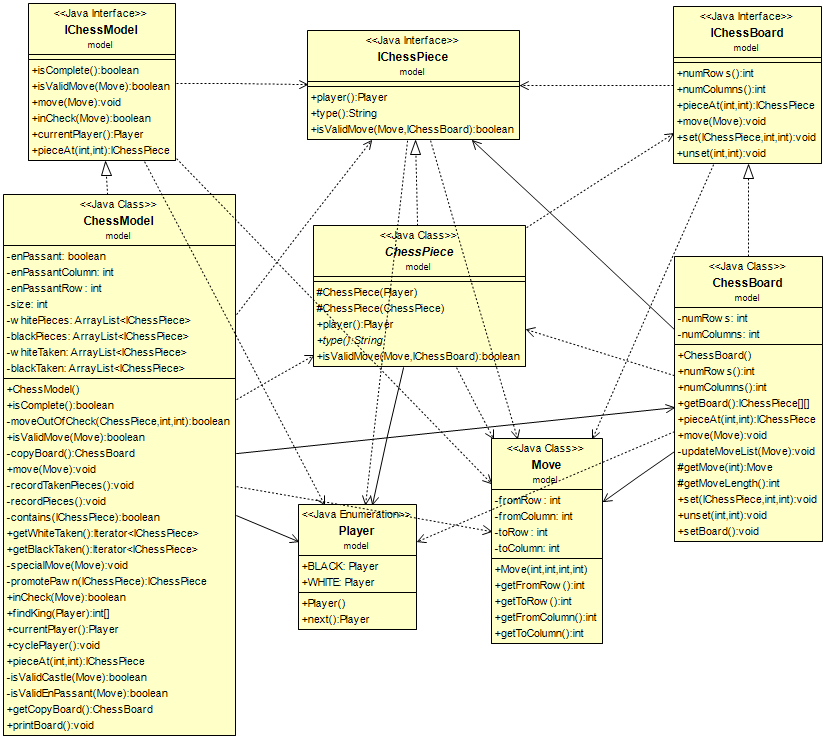 <<Java Interface>>
IChessModel
model
+isComplete():boolean
+isValidMove(Move):boolean
+move(Move):void
+inCheck(Move):boolean
+currentPlayer():Player
+pieceAt(int,int):IChessPiece
<<Java Interface>>
IChessPiece
model
+player():Player
+type():String
+isValidMove(Move,IChessBoard):boolean
<<Java Interface>>
IChessBoard
model
+numRows():int
+numColumns():int
+pieceAt(int,int):IChessPiece
+move(Move):void
+set(IChessPiece,int,int):void
+unset(int,int):void
<<Java Class>>
ChessModel
model
-enPassant: boolean
-enPassantColumn: int
-enPassantRow: int
-size: int
-whitePieces: ArrayList<IChessPiece>
-blackPieces: ArrayList<IChessPiece>
-whiteTaken: ArrayList<IChessPiece>
-blackTaken: ArrayList<IChessPiece>
+ChessModel()
+isComplete():boolean
-moveOutOfCheck(ChessPiece,int,int):boolean
+isValidMove(Move):boolean
-copyBoard():ChessBoard
+move(Move):void
-recordTakenPieces():void
-recordPieces():void
-contains(IChessPiece):boolean
+getWhiteTaken():Iterator<IChessPiece>
+getBlackTaken():Iterator<IChessPiece>
-specialMove(Move):void
-promotePawn(IChessPiece):IChessPiece
+inCheck(Move):boolean
+findKing(Player):int[]
+currentPlayer():Player
+cyclePlayer():void
+pieceAt(int,int):IChessPiece
-isValidCastle(Move):boolean
-isValidEnPassant(Move):boolean
+getCopyBoard():ChessBoard
+printBoard():void
<<Java Class>>
ChessPiece
model
#ChessPiece(Player)
#ChessPiece(ChessPiece)
+player():Player
+type():String
+isValidMove(Move,IChessBoard):boolean
<<Java Class>>
ChessBoard
model
-numRows: int
-numColumns: int
+ChessBoard()
+numRows():int
+numColumns():int
+getBoard():IChessPiece[][]
+pieceAt(int,int):IChessPiece
+move(Move):void
-updateMoveList(Move):void
#getMove(int):Move
#getMoveLength():int
+set(IChessPiece,int,int):void
+unset(int,int):void
+setBoard():void
<<Java Enumeration>>
Player
model
+BLACK: Player
+WHITE: Player
+Player()
+next():Player
<<Java Class>>
Move
model
-fromRow: int
-fromColumn: int
-toRow: int
-toColumn: int
+Move(int,int,int,int)
+getFromRow():int
+getToRow():int
+getFromColumn():int
+getToColumn():int